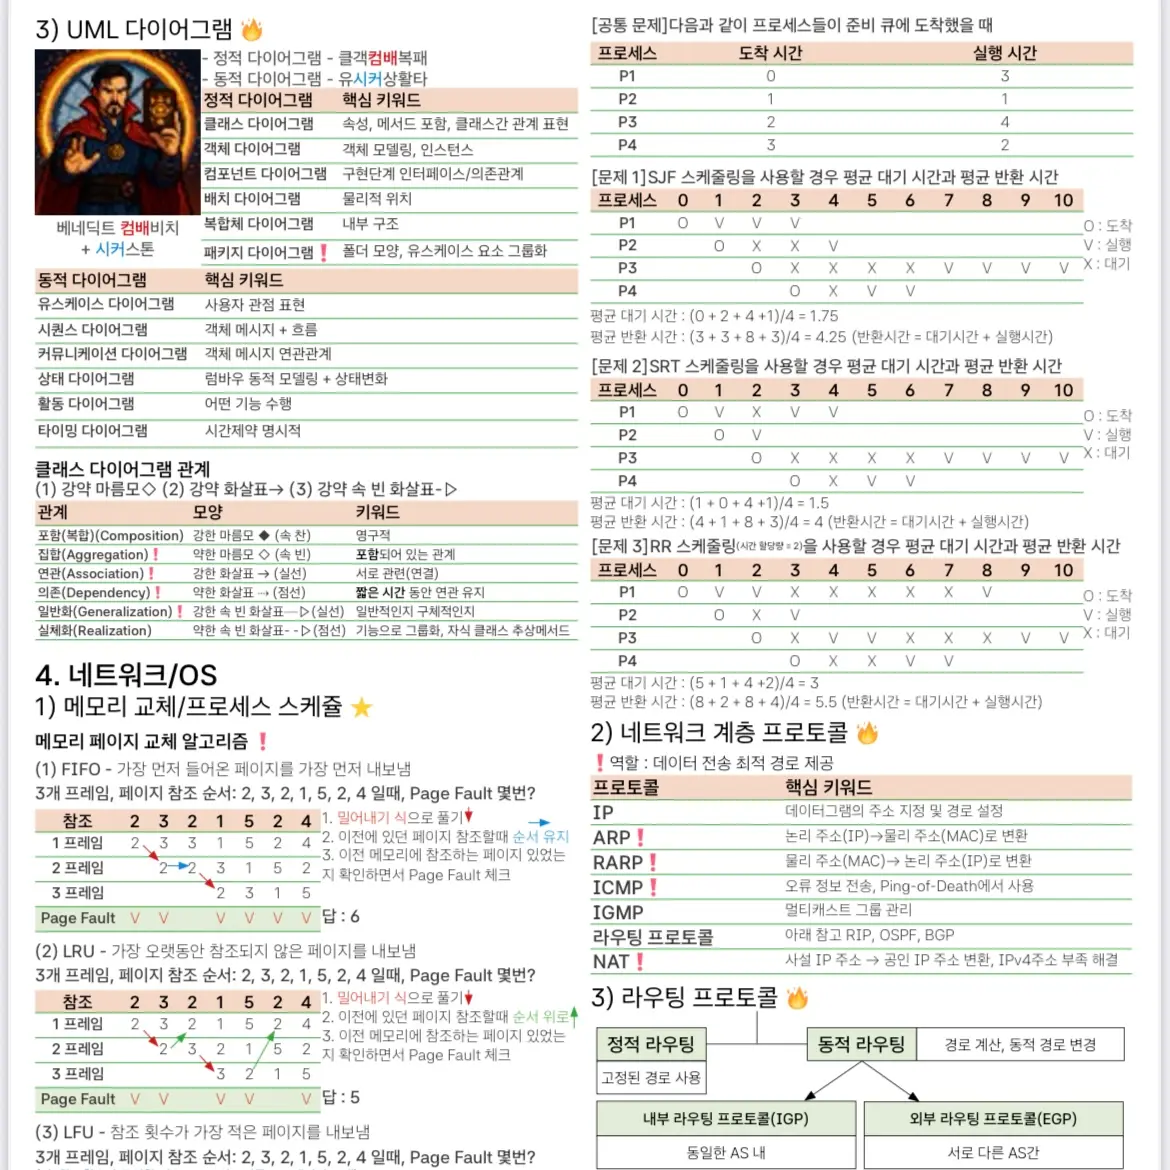 3) UML 다이어그램 🔥
- 정적 다이어그램 - 클객컴배복패
- 동적 다이어그램 - 유시커상활타
정적 다이어그램 핵심 키워드
클래스 다이어그램 속성, 메서드 포함, 클래스간 관계 표현
객체 다이어그램 객체 모델링, 인스턴스
컴포넌트 다이어그램 구현단계 인터페이스/의존관계
배치 다이어그램 물리적 위치
복합체 다이어그램 내부 구조
패키지 다이어그램❗ 폴더 모양, 유스케이스 요소 그룹화
베네딕트 컴배비치
+ 시커스톤
동적 다이어그램 핵심 키워드
유스케이스 다이어그램 사용자 관점 표현
시퀀스 다이어그램 객체 메시지 + 흐름
커뮤니케이션 다이어그램 객체 메시지 연관관계
상태 다이어그램 럼바우 동적 모델링 + 상태변화
활동 다이어그램 어떤 기능 수행
타이밍 다이어그램 시간제약 명시적
클래스 다이어그램 관계
(1) 강약 마름모◇ (2) 강약 화살표→ (3) 강약 속 빈 화살표-▷
관계 모양 키워드
포함(복합)(Composition) 강한 마름모 ◆ (속 찬) 영구적
집합(Aggregation)❗ 약한 마름모 ◇ (속 빈) 포함되어 있는 관계
연관(Association)❗ 강한 화살표 → (실선) 서로 관련(연결)
의존(Dependency)❗ 약한 화살표 ⇢ (점선) 짧은 시간 동안 연관 유지
일반화(Generalization)❗ 강한 속 빈 화살표—▷(실선) 일반적인지 구체적인지
실체화(Realization) 약한 속 빈 화살표--▷(점선) 기능으로 그룹화, 자식 클래스 추상메서드
4. 네트워크/OS
1) 메모리 교체/프로세스 스케쥴 ⭐
메모리 페이지 교체 알고리즘 ❗
(1) FIFO - 가장 먼저 들어온 페이지를 가장 먼저 내보냄
3개 프레임, 페이지 참조 순서: 2, 3, 2, 1, 5, 2, 4 일때, Page Fault 몇번?
참조 2 3 2 1 5 2 4
1 프레임 2 3 3 1 5 2 4
2 프레임 2 2 3 1 5 2
3 프레임 2 3 1 5
Page Fault V V V V V V
1. 밀어내기 식으로 풀기
2. 이전에 있던 페이지 참조할때 순서 유지
3. 이전 메모리에 참조하는 페이지 있었는
지 확인하면서 Page Fault 체크
답 : 6
(2) LRU - 가장 오랫동안 참조되지 않은 페이지를 내보냄
3개 프레임, 페이지 참조 순서: 2, 3, 2, 1, 5, 2, 4 일때, Page Fault 몇번?
참조 2 3 2 1 5 2 4
1 프레임 2 3 2 1 5 2 4
2 프레임 2 3 2 1 5 2
3 프레임 3 2 1 5
Page Fault V V V V V
1. 밀어내기 식으로 풀기
2. 이전에 있던 페이지 참조할때 순서 위로
3. 이전 메모리에 참조하는 페이지 있었는
지 확인하면서 Page Fault 체크
답 : 5
(3) LFU - 참조 횟수가 가장 적은 페이지를 내보냄
3개 프레임, 페이지 참조 순서: 2, 3, 2, 1, 5, 2, 4 일때, Page Fault 몇번?
[공통 문제]다음과 같이 프로세스들이 준비 큐에 도착했을 때
프로세스 도착 시간 실행 시간
P1 0 3
P2 1 1
P3 2 4
P4 3 2
[문제 1]SJF 스케줄링을 사용할 경우 평균 대기 시간과 평균 반환 시간
프로세스 0 1 2 3 4 5 6 7 8 9 10
P1 O V V V
P2 O X X V
P3 O X X X X V V V V
P4 O X V V
O : 도착
V : 실행
X : 대기
평균 대기 시간 : (0 + 2 + 4 +1)/4 = 1.75
평균 반환 시간 : (3 + 3 + 8 + 3)/4 = 4.25 (반환시간 = 대기시간 + 실행시간)
[문제 2]SRT 스케줄링을 사용할 경우 평균 대기 시간과 평균 반환 시간
프로세스 0 1 2 3 4 5 6 7 8 9 10
P1 O V X V V
P2 O V
P3 O X X X X V V V V
P4 O X V V
O : 도착
V : 실행
X : 대기
평균 대기 시간 : (1 + 0 + 4 +1)/4 = 1.5
평균 반환 시간 : (4 + 1 + 8 + 3)/4 = 4 (반환시간 = 대기시간 + 실행시간)
[문제 3]RR 스케줄링(시간 할당량 = 2)을 사용할 경우 평균 대기 시간과 평균 반환 시간
프로세스 0 1 2 3 4 5 6 7 8 9 10
P1 O V V X X X X X V
P2 O X V
P3 O X V V X X X V V
P4 O X X V V
O : 도착
V : 실행
X : 대기
평균 대기 시간 : (5 + 1 + 4 +2)/4 = 3
평균 반환 시간 : (8 + 2 + 8 + 4)/4 = 5.5 (반환시간 = 대기시간 + 실행시간)
2) 네트워크 계층 프로토콜 🔥
❗역할 : 데이터 전송 최적 경로 제공
프로토콜 핵심 키워드
IP 데이터그램의 주소 지정 및 경로 설정
ARP❗ 논리 주소(IP)→물리 주소(MAC)로 변환
RARP❗ 물리 주소(MAC)→ 논리 주소(IP)로 변환
ICMP❗ 오류 정보 전송, Ping-of-Death에서 사용
IGMP 멀티캐스트 그룹 관리
라우팅 프로토콜 아래 참고 RIP, OSPF, BGP
NAT❗ 사설 IP 주소 → 공인 IP 주소 변환, IPv4주소 부족 해결
3) 라우팅 프로토콜 🔥
정적 라우팅
고정된 경로 사용
동적 라우팅 경로 계산, 동적 경로 변경
내부 라우팅 프로토콜(IGP)
동일한 AS 내
외부 라우팅 프로토콜(EGP)
서로 다른 AS간